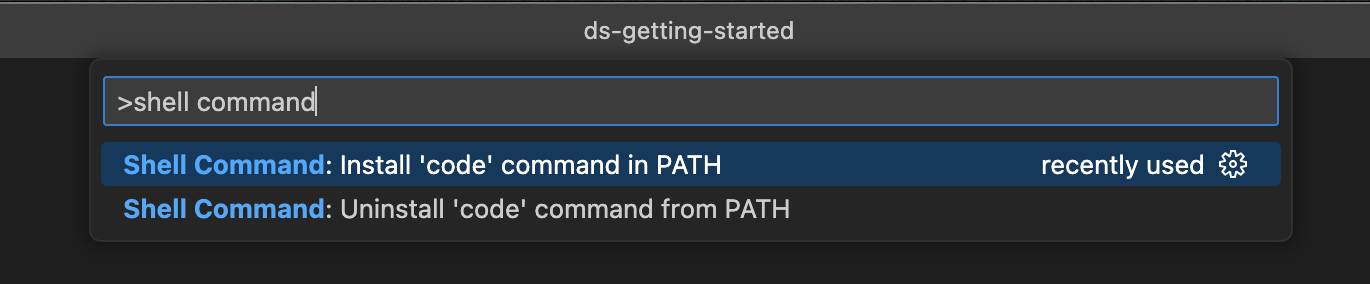 ds-getting-started
>shell command
Shell Command: Install 'code' command in PATH recently used
Shell Command: Uninstall 'code' command from PATH